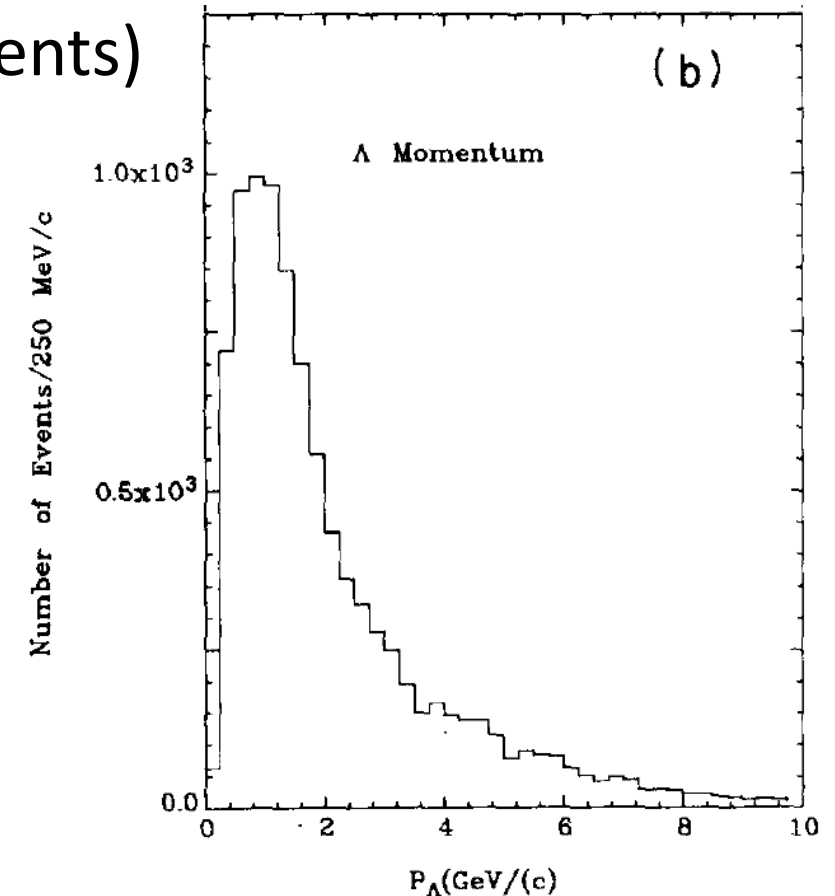 ents)
(b)
Λ Momentum
1.0x10³
0.5x10³
0.0
Number of Events/250 MeV/c
0 2 4 6 8 10
P_Λ(GeV/(c)